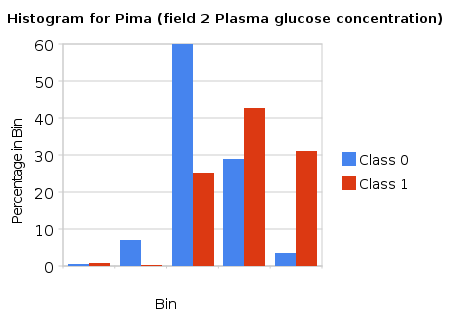 Histogram for Pima (field 2 Plasma glucose concentration)
60
50
40
30
20
10
0
Percentage in Bin
Bin
Class 0
Class 1